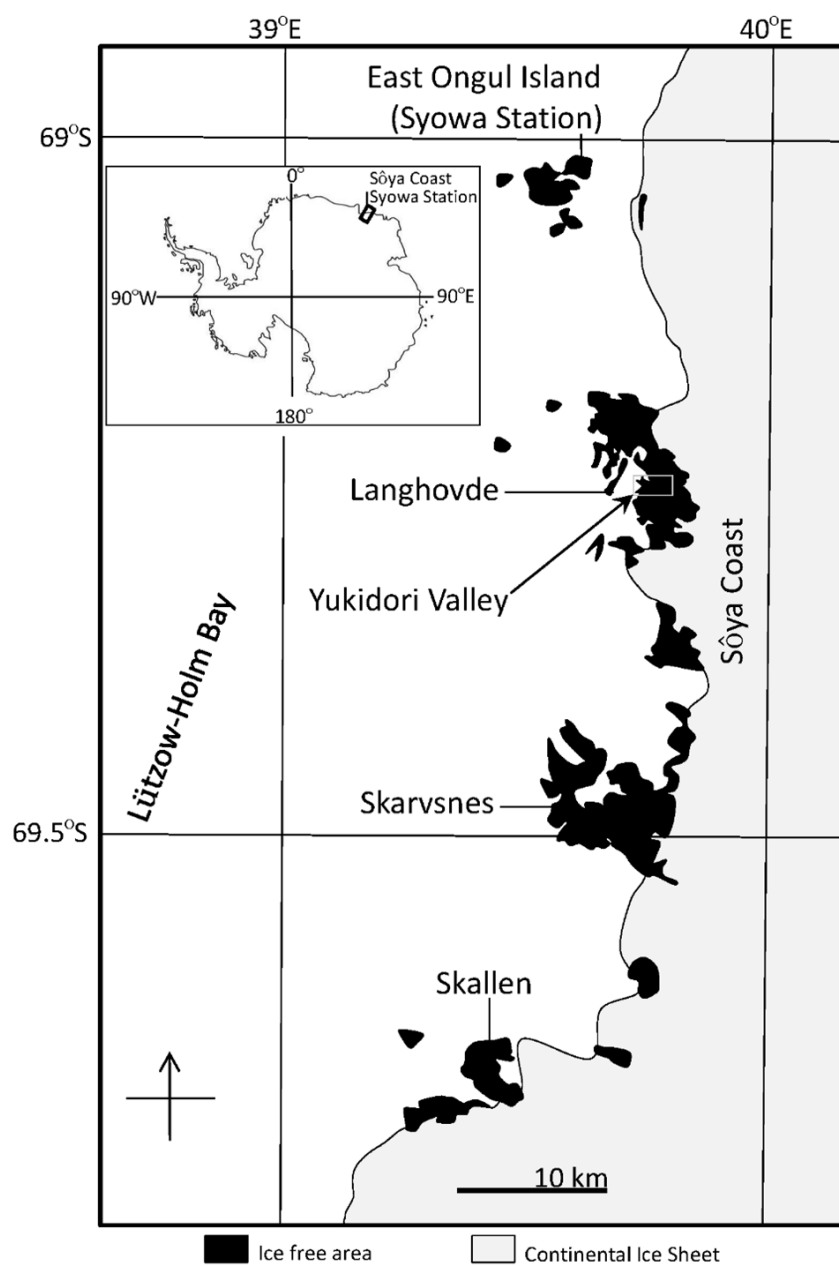 39°E
40°E
East Ongul Island
(Syowa Station)
69°S
0°
Sôya Coast
Syowa Station
90°W
90°E
180°
Langhovde
Yukidori Valley
Sôya Coast
Lützow-Holm Bay
Skarvsnes
69.5°S
Skallen
10 km
Ice free area
Continental Ice Sheet